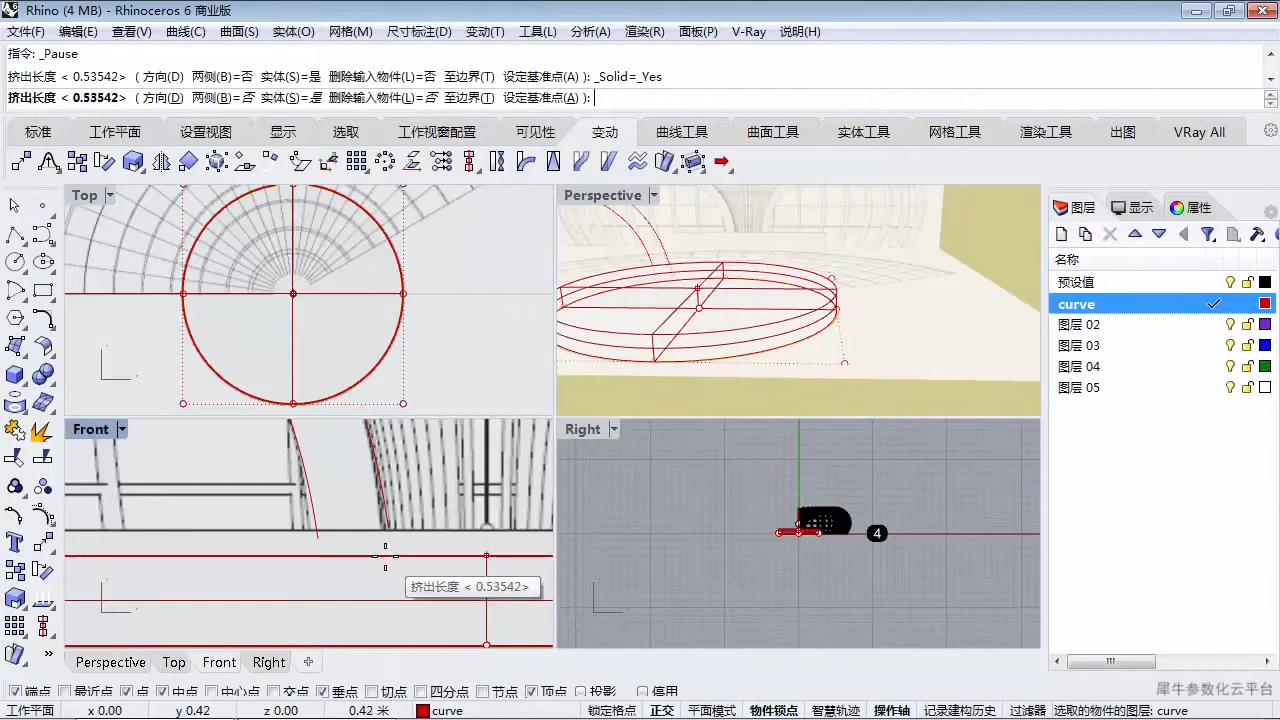 Rhino (4 MB) - Rhinoceros 6 商业版
文件(F) 编辑(E) 查看(V) 曲线(C) 曲面(S) 实体(O) 网格(M) 尺寸标注(D) 变动(T) 工具(L) 分析(A) 渲染(R) 面板(P) V-Ray 说明(H)
指令: _Pause
挤出长度 < 0.53542> ( 方向(D) 两侧(B)=否 实体(S)=是 删除输入物件(L)=否 至边界(T) 设定基准点(A) ): _Solid=_Yes
挤出长度 < 0.53542> ( 方向(D) 两侧(B)=否 实体(S)=是 删除输入物件(L)=否 至边界(T) 设定基准点(A) ):
标准 工作平面 设置视图 显示 选取 工作视窗配置 可见性 变动 曲线工具 曲面工具 实体工具 网格工具 渲染工具 出图 VRay All
Top
Perspective
图层 显示 属性
名称
预设值
curve
图层 02
图层 03
图层 04
图层 05
Front
Right
4
挤出长度 < 0.53542>
Perspective Top Front Right
端点 最近点 点 中点 中心点 交点 垂点 切点 四分点 节点 顶点 投影 停用
犀牛参数化云平台
工作平面 x 0.00 y 0.42 z 0.00 0.42 米 curve 锁定格点 正交 平面模式 物件锁点 智慧轨迹 操作轴 记录建构历史 过滤器 选取的物件的图层: curve